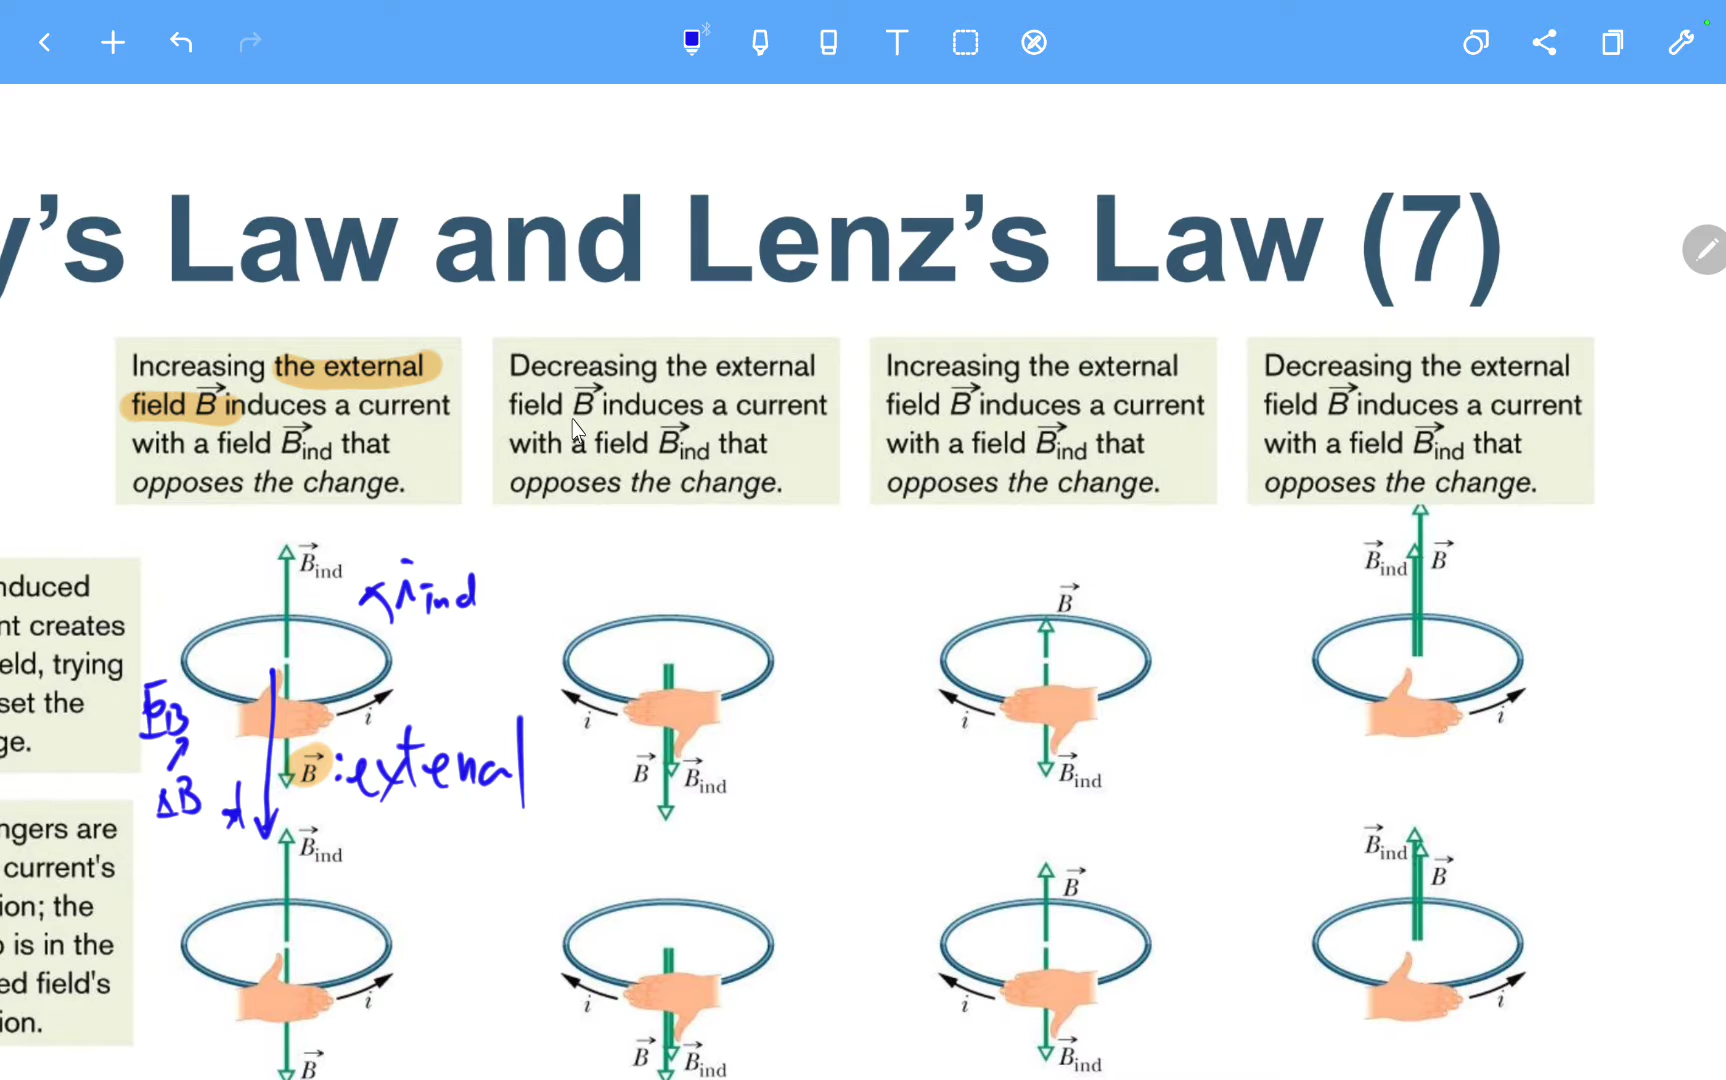 y’s Law and Lenz’s Law (7)
Increasing the external
field B induces a current
with a field Bind that
opposes the change.
Decreasing the external
field B induces a current
with a field Bind that
opposes the change.
Increasing the external
field B induces a current
with a field Bind that
opposes the change.
Decreasing the external
field B induces a current
with a field Bind that
opposes the change.
nduced
nt creates
eld, trying
set the
ge.
Bind
i ind
i
B
:extenal
ΔB
B
Bind
i
B
Bind
i
Bind
B
i
ngers are
current's
ion; the
o is in the
ed field's
ion.
Bind
i
B
i
B
Bind
B
i
Bind
Bind
B
i